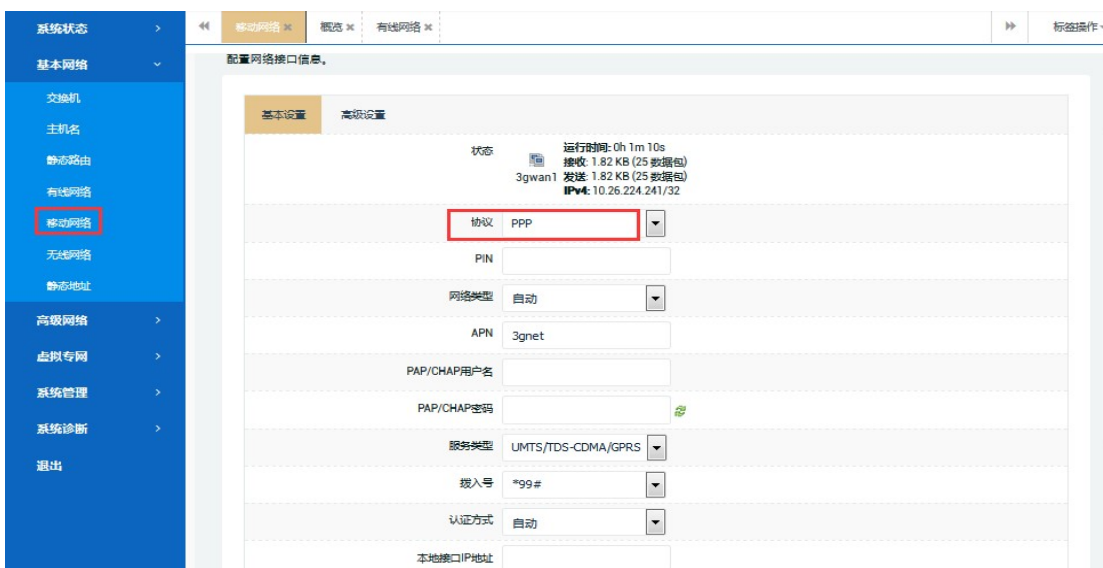 系统状态
基本网络
交换机
主机名
静态路由
有线网络
移动网络
无线网络
静态地址
高级网络
虚拟专网
系统管理
系统诊断
退出
移动网络 概览 有线网络 标签操作
配置网络接口信息。
基本设置 高级设置
状态
3gwan1
运行时间: 0h 1m 10s
接收: 1.82 KB (25 数据包)
发送: 1.82 KB (25 数据包)
IPv4: 10.26.224.241/32
协议 PPP
PIN
网络类型 自动
APN 3gnet
PAP/CHAP用户名
PAP/CHAP密码
服务类型 UMTS/TDS-CDMA/GPRS
拨入号 *99#
认证方式 自动
本地接口IP地址